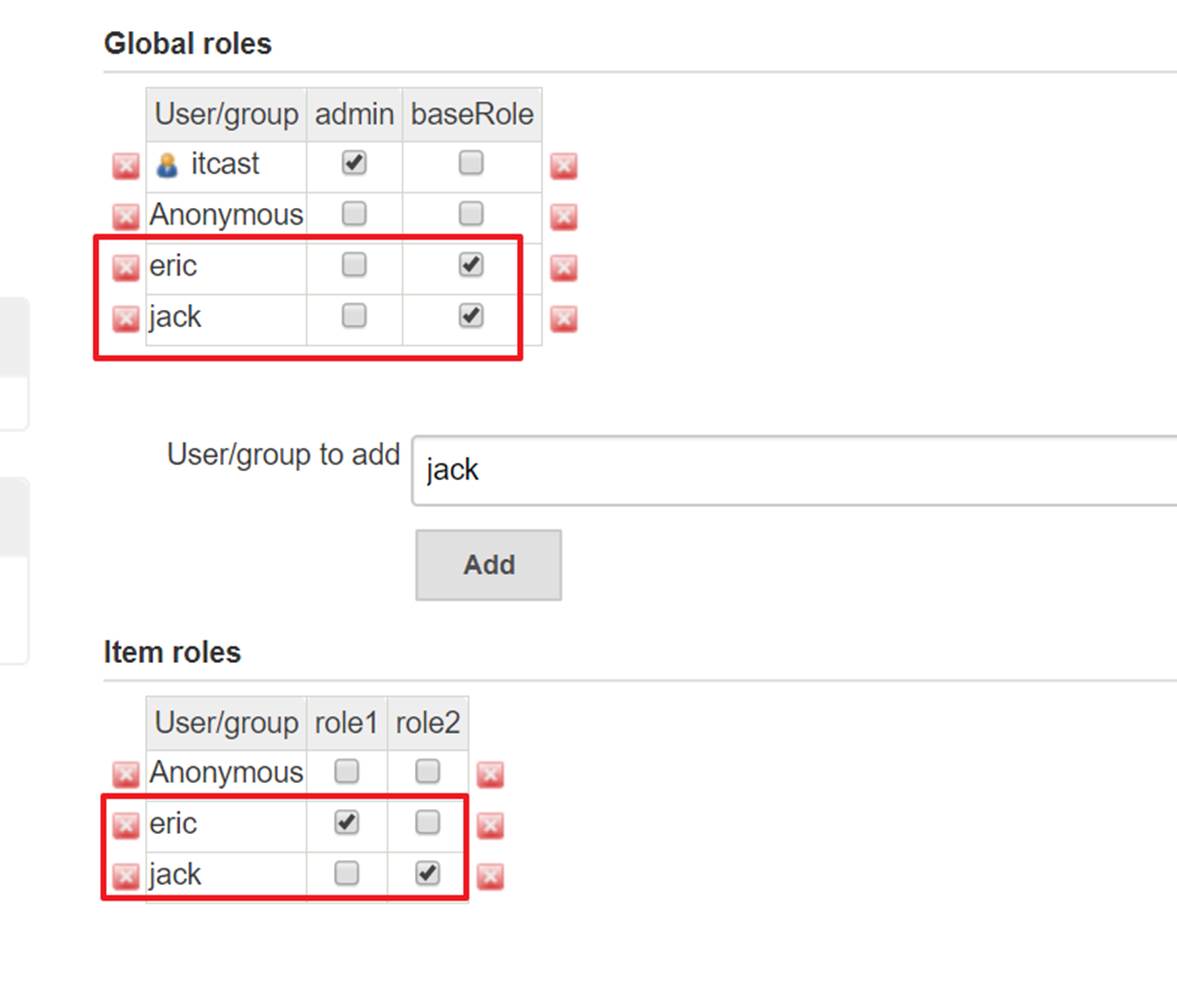 Global roles
User/group admin baseRole
itcast
Anonymous
eric
jack
User/group to add jack
Add
Item roles
User/group role1 role2
Anonymous
eric
jack